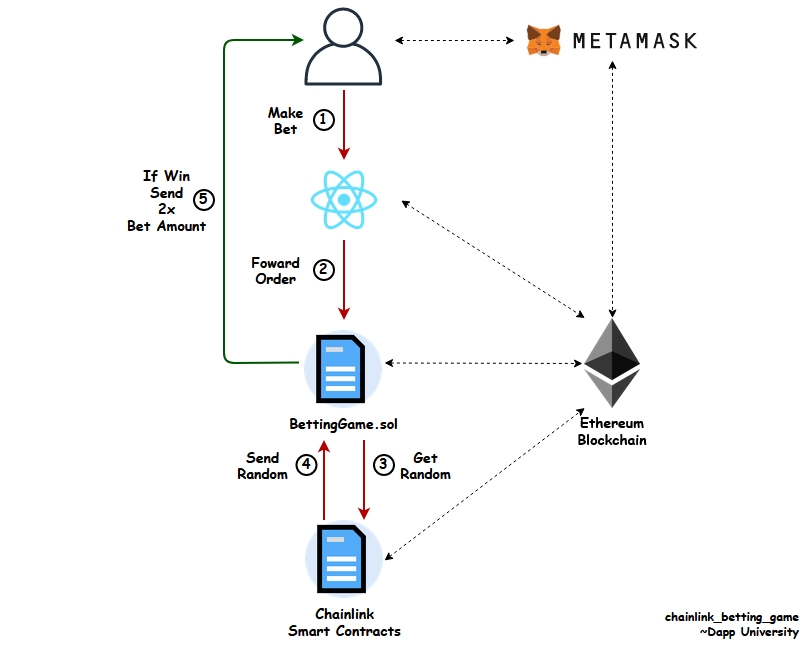 METAMASK
Make
Bet
1
If Win
Send
2x
Bet Amount
5
Foward
Order
2
BettingGame.sol
Ethereum
Blockchain
Send
Random
4
3
Get
Random
Chainlink
Smart Contracts
chainlink_betting_game
~Dapp University